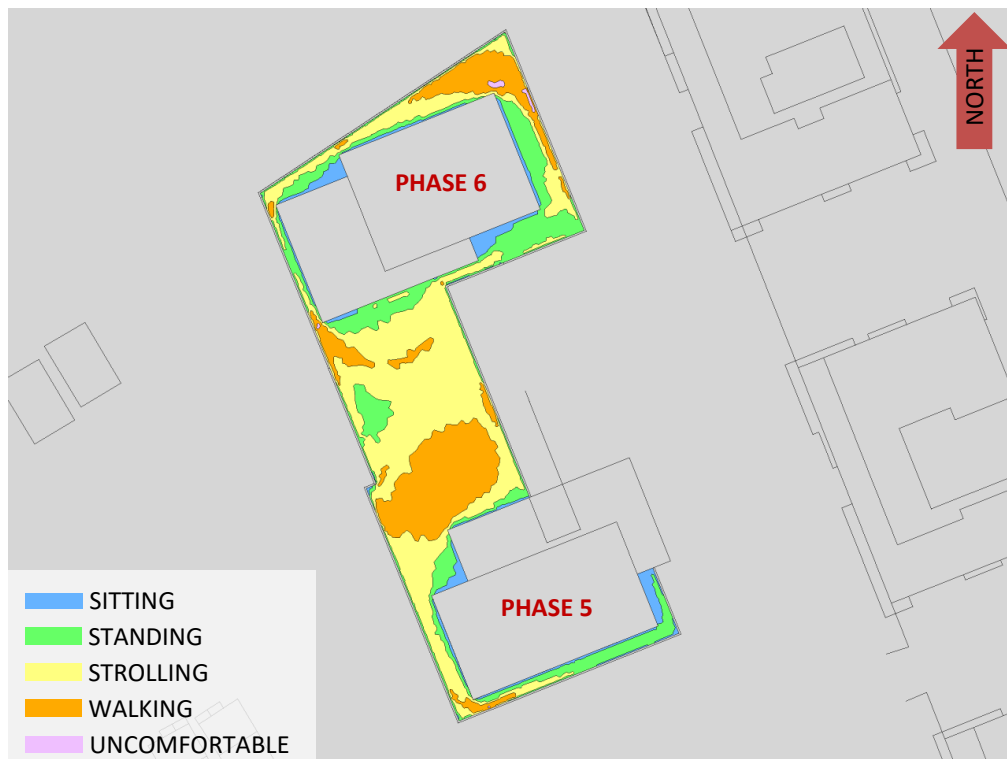 NORTH
PHASE 6
PHASE 5
SITTING
STANDING
STROLLING
WALKING
UNCOMFORTABLE